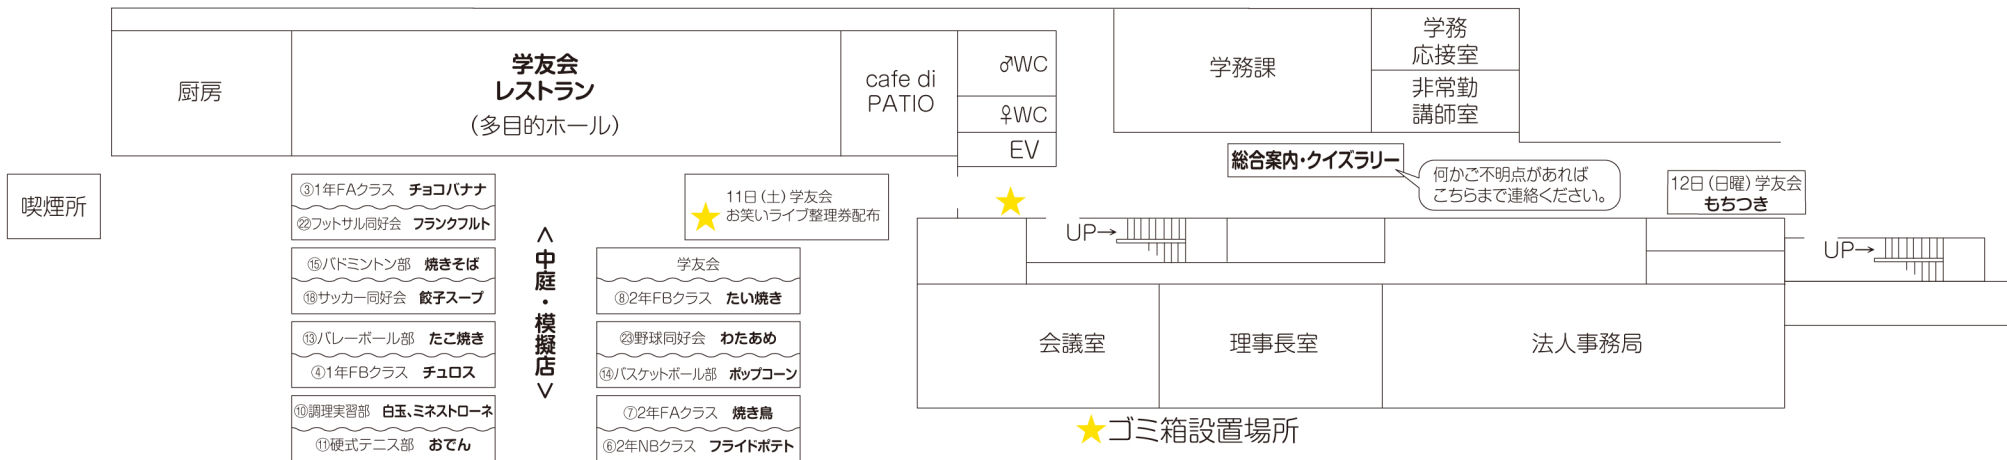 厨房
学友会
レストラン
（多目的ホール）
cafe di
PATIO
♂WC
♀WC
EV
学務課
学務
応接室
非常勤
講師室
総合案内・クイズラリー
何かご不明点があれば
こちらまで連絡ください。
12日（日曜）学友会
もちつき
喫煙所
③1年FAクラス　チョコバナナ
㉒フットサル同好会　フランクフルト
⑮バドミントン部　焼きそば
⑱サッカー同好会　餃子スープ
⑬バレーボール部　たこ焼き
④1年FBクラス　チュロス
⑩調理実習部　白玉、ミネストローネ
⑪硬式テニス部　おでん
＜中庭・模擬店＞
★ 11日（土）学友会
お笑いライブ整理券配布
学友会
⑧2年FBクラス　たい焼き
㉓野球同好会　わたあめ
⑭バスケットボール部　ポップコーン
⑦2年FAクラス　焼き鳥
⑥2年NBクラス　フライドポテト
★
UP→
UP→
会議室
理事長室
法人事務局
★ゴミ箱設置場所